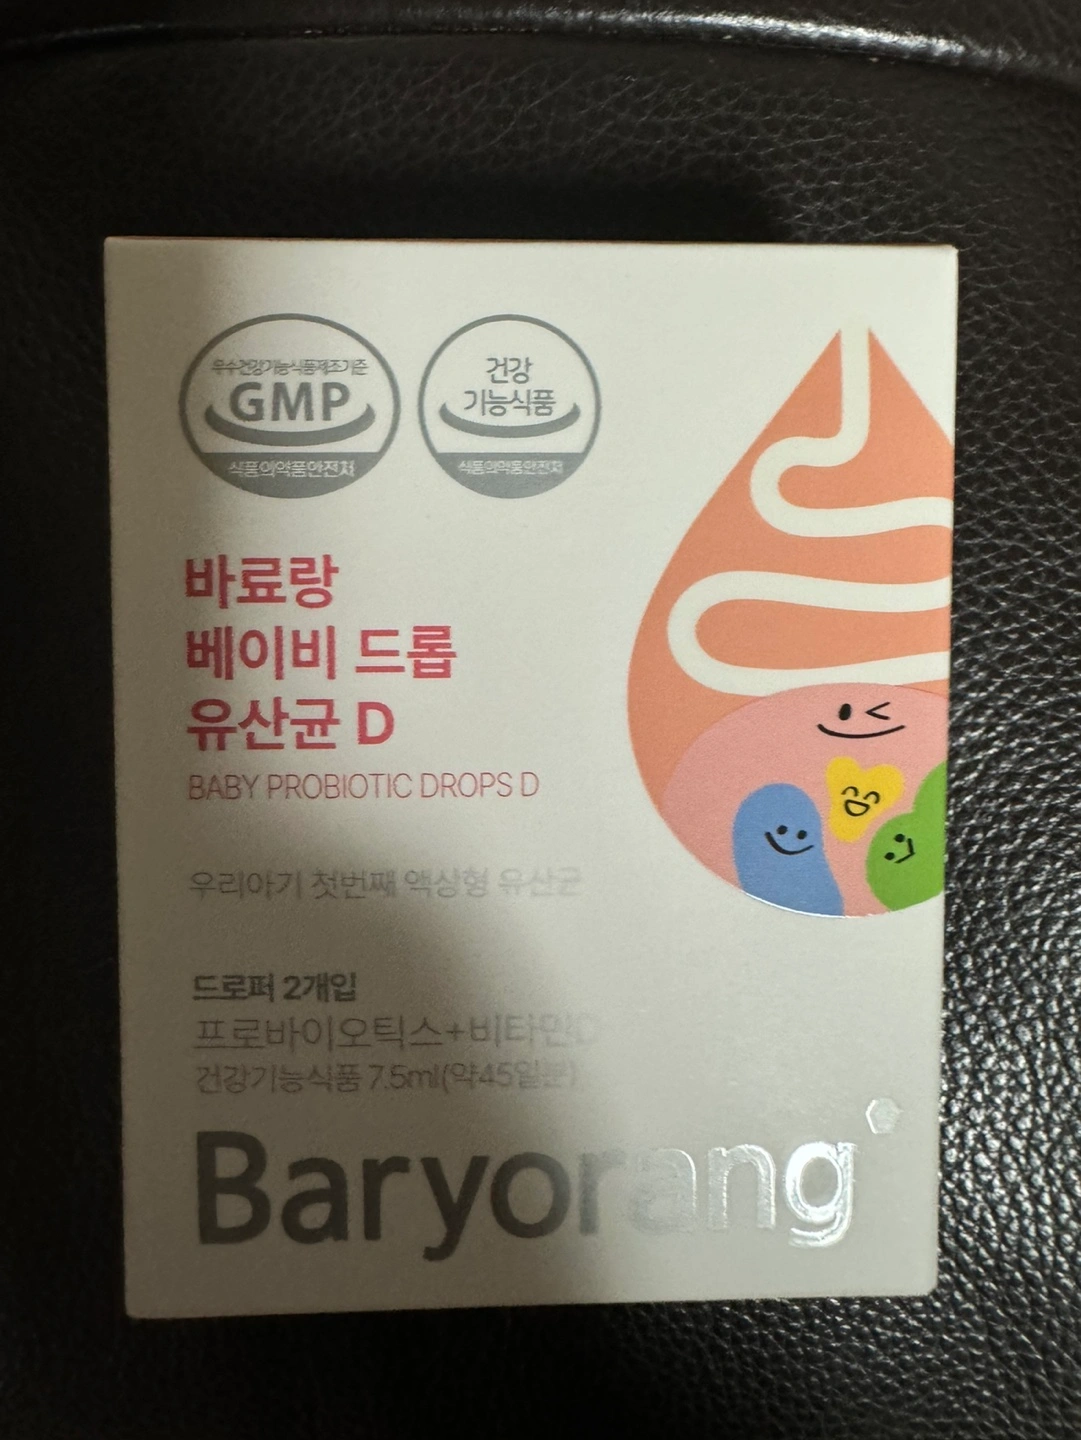 우수건강기능식품제조기준
GMP
식품의약품안전처
건강
기능식품
식품의약품안전처
바료랑
베이비 드롭
유산균 D
BABY PROBIOTIC DROPS D
우리아기 첫번째 액상형 유산균
드로퍼 2개입
프로바이오틱스+비타민D
건강기능식품 7.5ml(약45일분)
Baryorang